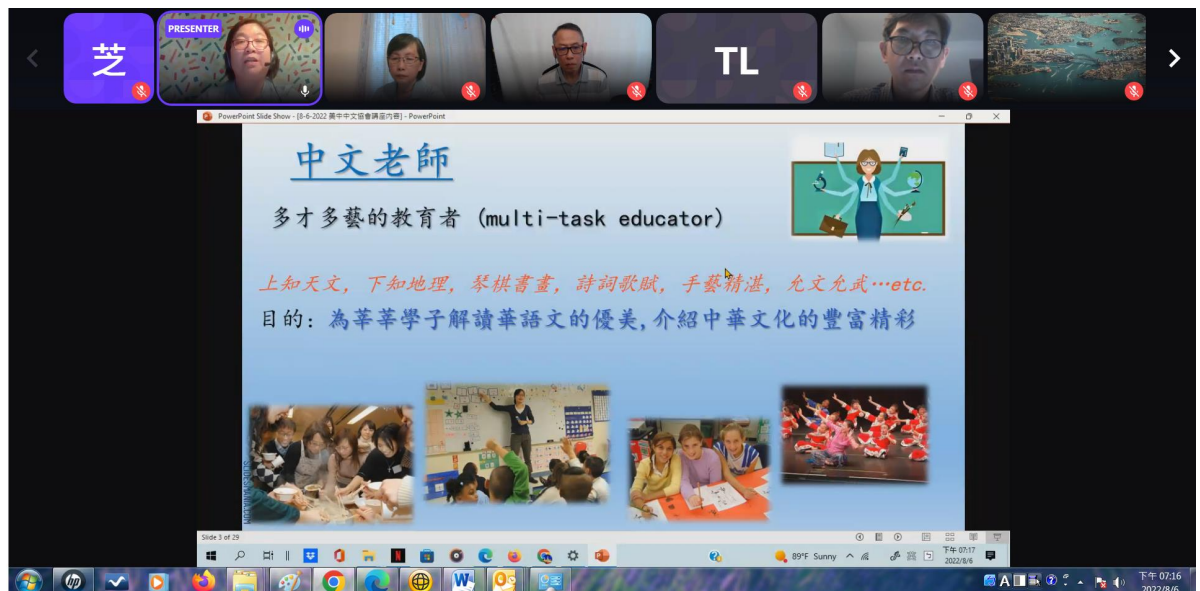 芝
PRESENTER
TL
PowerPoint Slide Show - [8-6-2022 美中中文協會講座內容] - PowerPoint
中文老師
多才多藝的教育者 (multi-task educator)
上知天文, 下知地理, 琴棋書畫, 詩詞歌賦, 手藝精湛, 允文允武…etc.
目的: 為莘莘學子解讀華語文的優美,介紹中華文化的豐富精彩
Slide 3 of 29
89°F Sunny
下午 07:17
2022/8/6
下午 07:16
2022/8/6